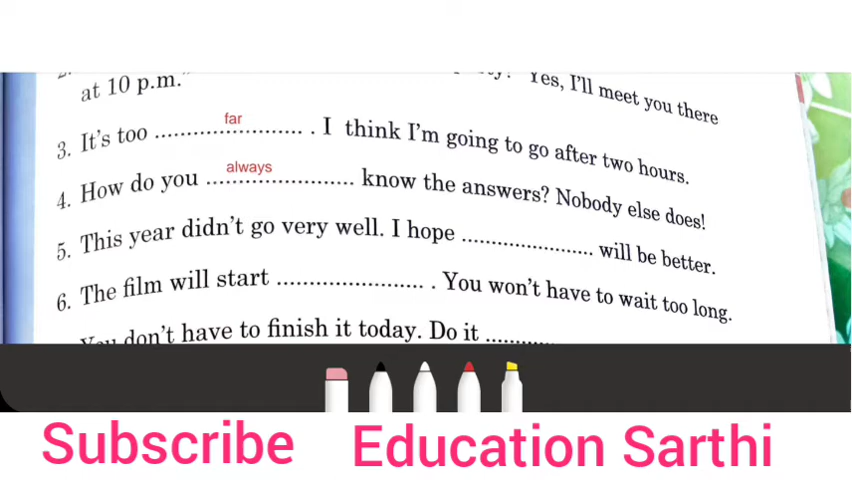 Yes, I'll meet you there
at 10 p.m."
3. It's too far . I think I'm going to go after two hours.
4. How do you always know the answers? Nobody else does!
5. This year didn't go very well. I hope .................... will be better.
6. The film will start ...................... . You won't have to wait too long.
You don't have to finish it today. Do it ..........
Subscribe Education Sarthi